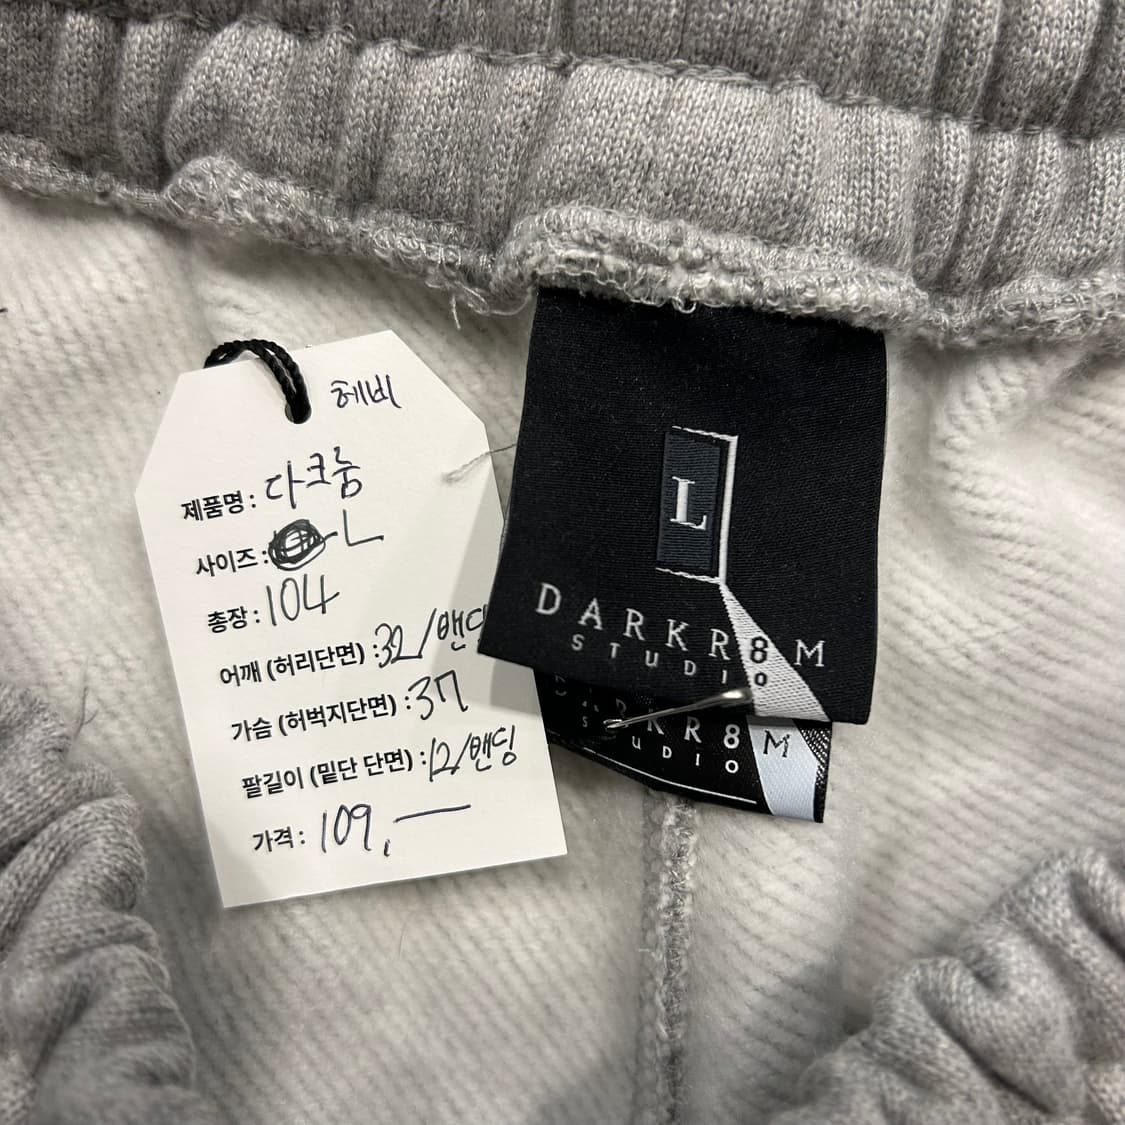 헤비
제품명 : 다크룸
사이즈 : L
총장 : 104
어깨 (허리단면) : 32/밴딩
가슴 (허벅지단면) : 37
팔길이 (밑단 단면) : 12/밴딩
가격 : 109,—
L
DARKR8M
STUDIO
DARKR8M
STUDIO